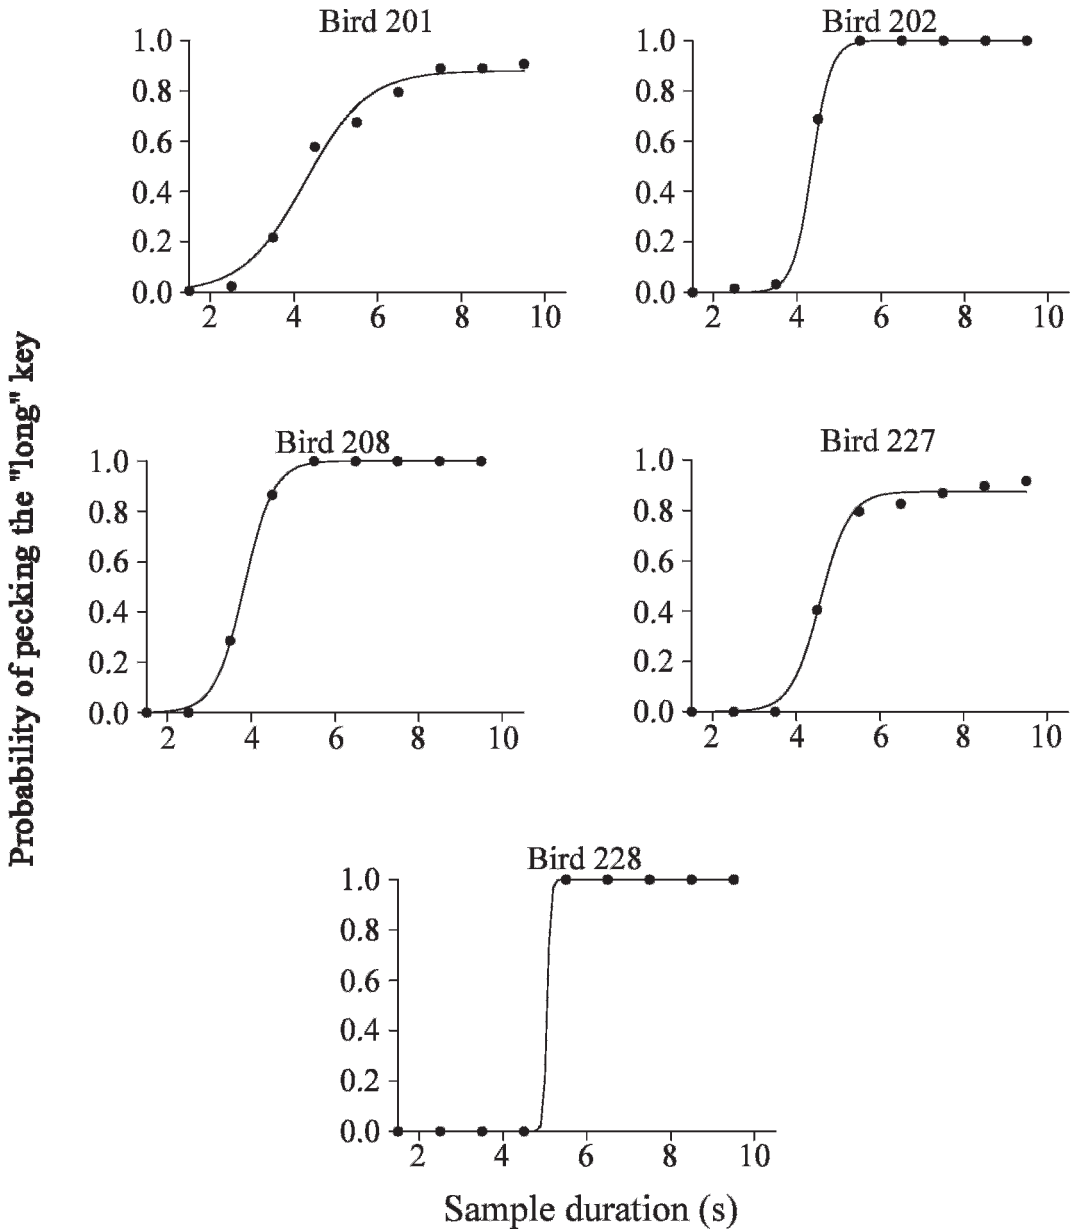 Bird 201
Bird 202
1.0
0.8
0.6
0.4
0.2
0.0
2 4 6 8 10
1.0
0.8
0.6
0.4
0.2
0.0
2 4 6 8 10
Probability of pecking the "long" key
Bird 208
Bird 227
1.0
0.8
0.6
0.4
0.2
0.0
2 4 6 8 10
1.0
0.8
0.6
0.4
0.2
0.0
2 4 6 8 10
Bird 228
1.0
0.8
0.6
0.4
0.2
0.0
2 4 6 8 10
Sample duration (s)